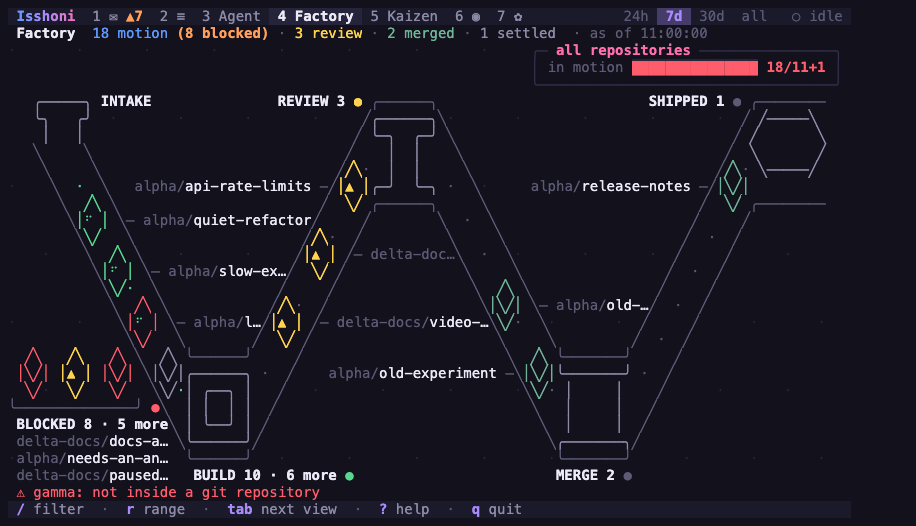 Isshoni 1 ✉ ▲7 2 ≡ 3 Agent 4 Factory 5 Kaizen 6 ◉ 7 ✿ 24h 7d 30d all ○ idle
Factory 18 motion (8 blocked) · 3 review · 2 merged · 1 settled · as of 11:00:00
all repositories
in motion 18/11+1
INTAKE REVIEW 3 ● SHIPPED 1 ●
alpha/api-rate-limits — alpha/release-notes —
— alpha/quiet-refactor
— delta-doc…
— alpha/slow-ex…
— alpha/old-…
— alpha/l… — delta-docs/video-…
alpha/old-experiment —
BLOCKED 8 · 5 more
delta-docs/docs-a…
alpha/needs-an-an…
delta-docs/paused… BUILD 10 · 6 more ● MERGE 2 ●
⚠ gamma: not inside a git repository
/ filter · r range · tab next view · ? help · q quit